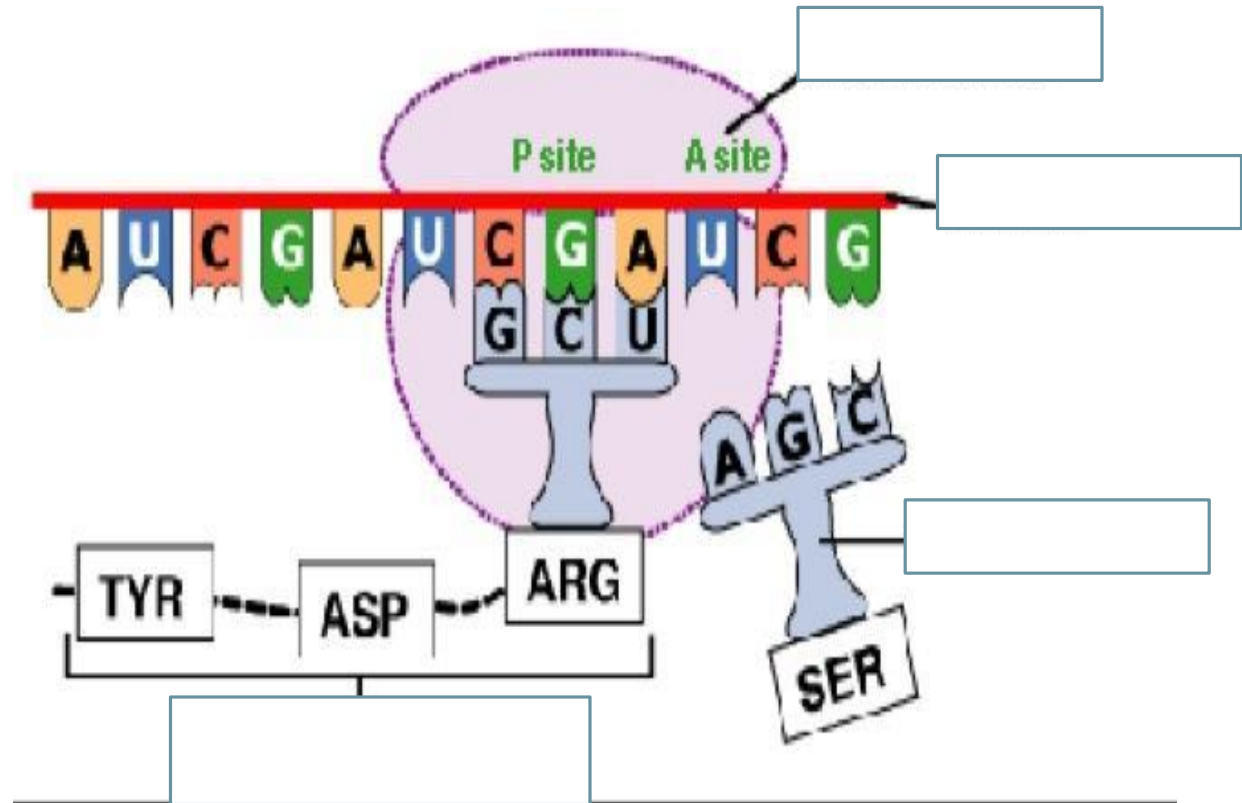 P site A site
A U C G A U C G A U C G
G C U
A G C
TYR ASP ARG
SER